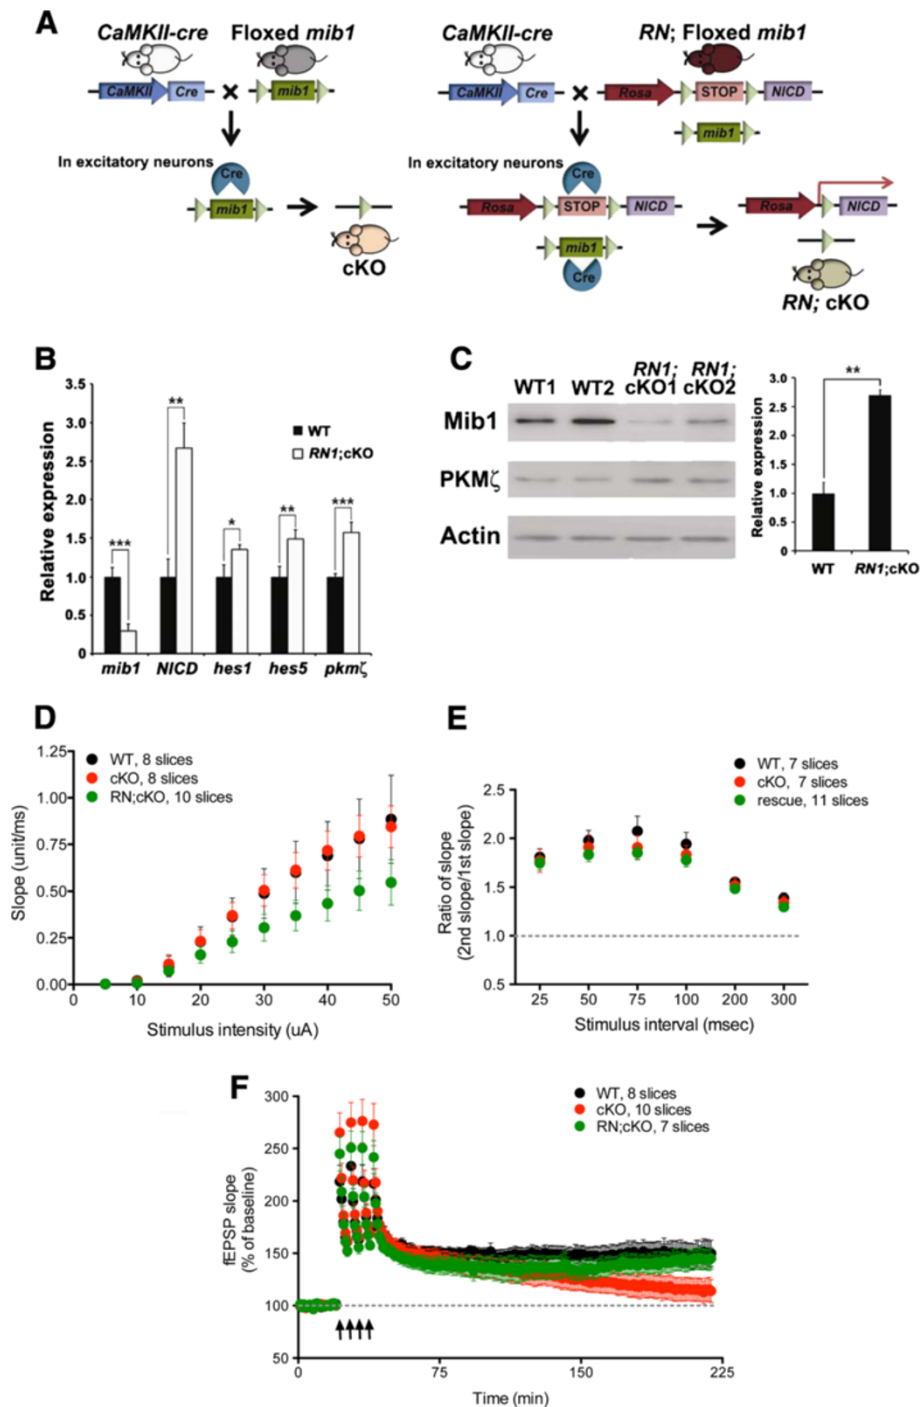 A
CaMKII-cre Floxed mib1
CaMKII Cre × mib1
In excitatory neurons
Cre
mib1
cKO
CaMKII-cre RN; Floxed mib1
CaMKII Cre × Rosa STOP NICD
mib1
In excitatory neurons
Cre
Rosa STOP NICD
mib1
Cre
Rosa NICD
RN; cKO
B
Relative expression
3.5
3.0
2.5
2.0
1.5
1.0
0.5
0
WT
RN1;cKO
*** ** * ** ***
mib1 NICD hes1 hes5 pkmζ
C
WT1 WT2 RN1;cKO1 RN1;cKO2
Mib1
PKMζ
Actin
Relative expression
3.0
2.5
2.0
1.5
1.0
0.5
0
**
WT RN1;cKO
D
WT, 8 slices
cKO, 8 slices
RN;cKO, 10 slices
Slope (unit/ms)
1.25
1.00
0.75
0.50
0.25
0.00
0 10 20 30 40 50
Stimulus intensity (uA)
E
WT, 7 slices
cKO, 7 slices
rescue, 11 slices
Ratio of slope
(2nd slope/1st slope)
2.5
2.0
1.5
1.0
0.5
25 50 75 100 200 300
Stimulus interval (msec)
F
WT, 8 slices
cKO, 10 slices
RN;cKO, 7 slices
fEPSP slope
(% of baseline)
300
250
200
150
100
50
0 75 150 225
Time (min)